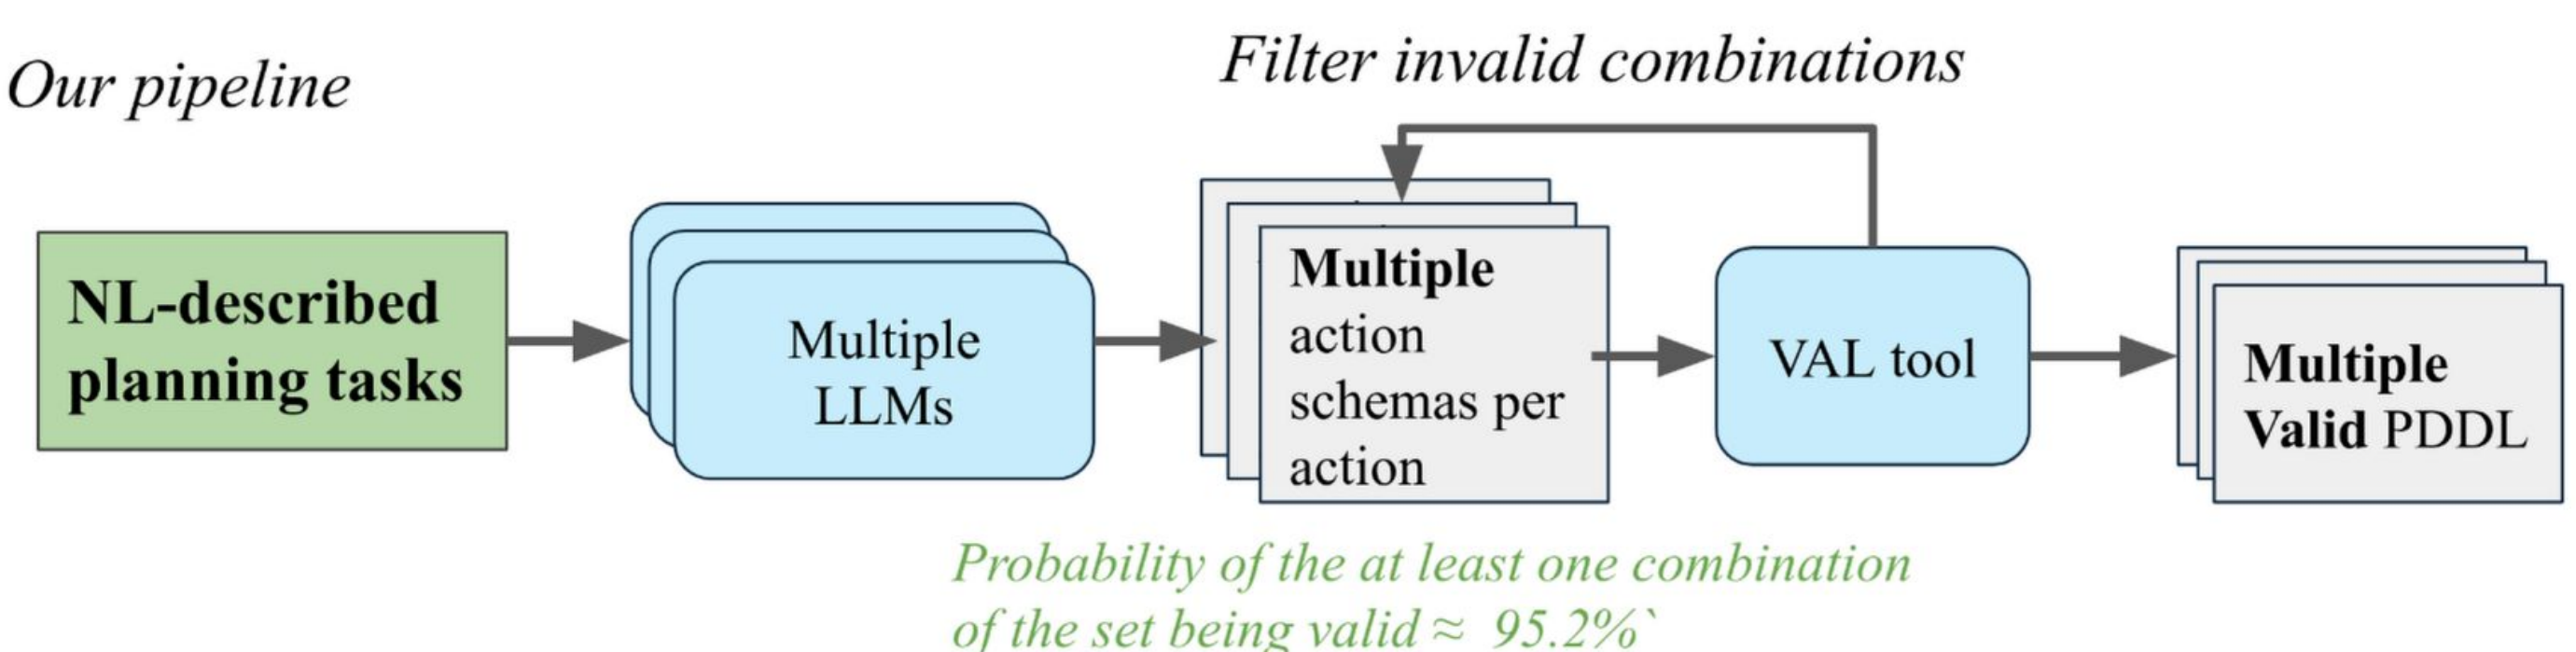 Our pipeline
Filter invalid combinations
NL-described
planning tasks
Multiple
LLMs
Multiple
action
schemas per
action
VAL tool
Multiple
Valid PDDL
Probability of the at least one combination
of the set being valid ≈ 95.2%`